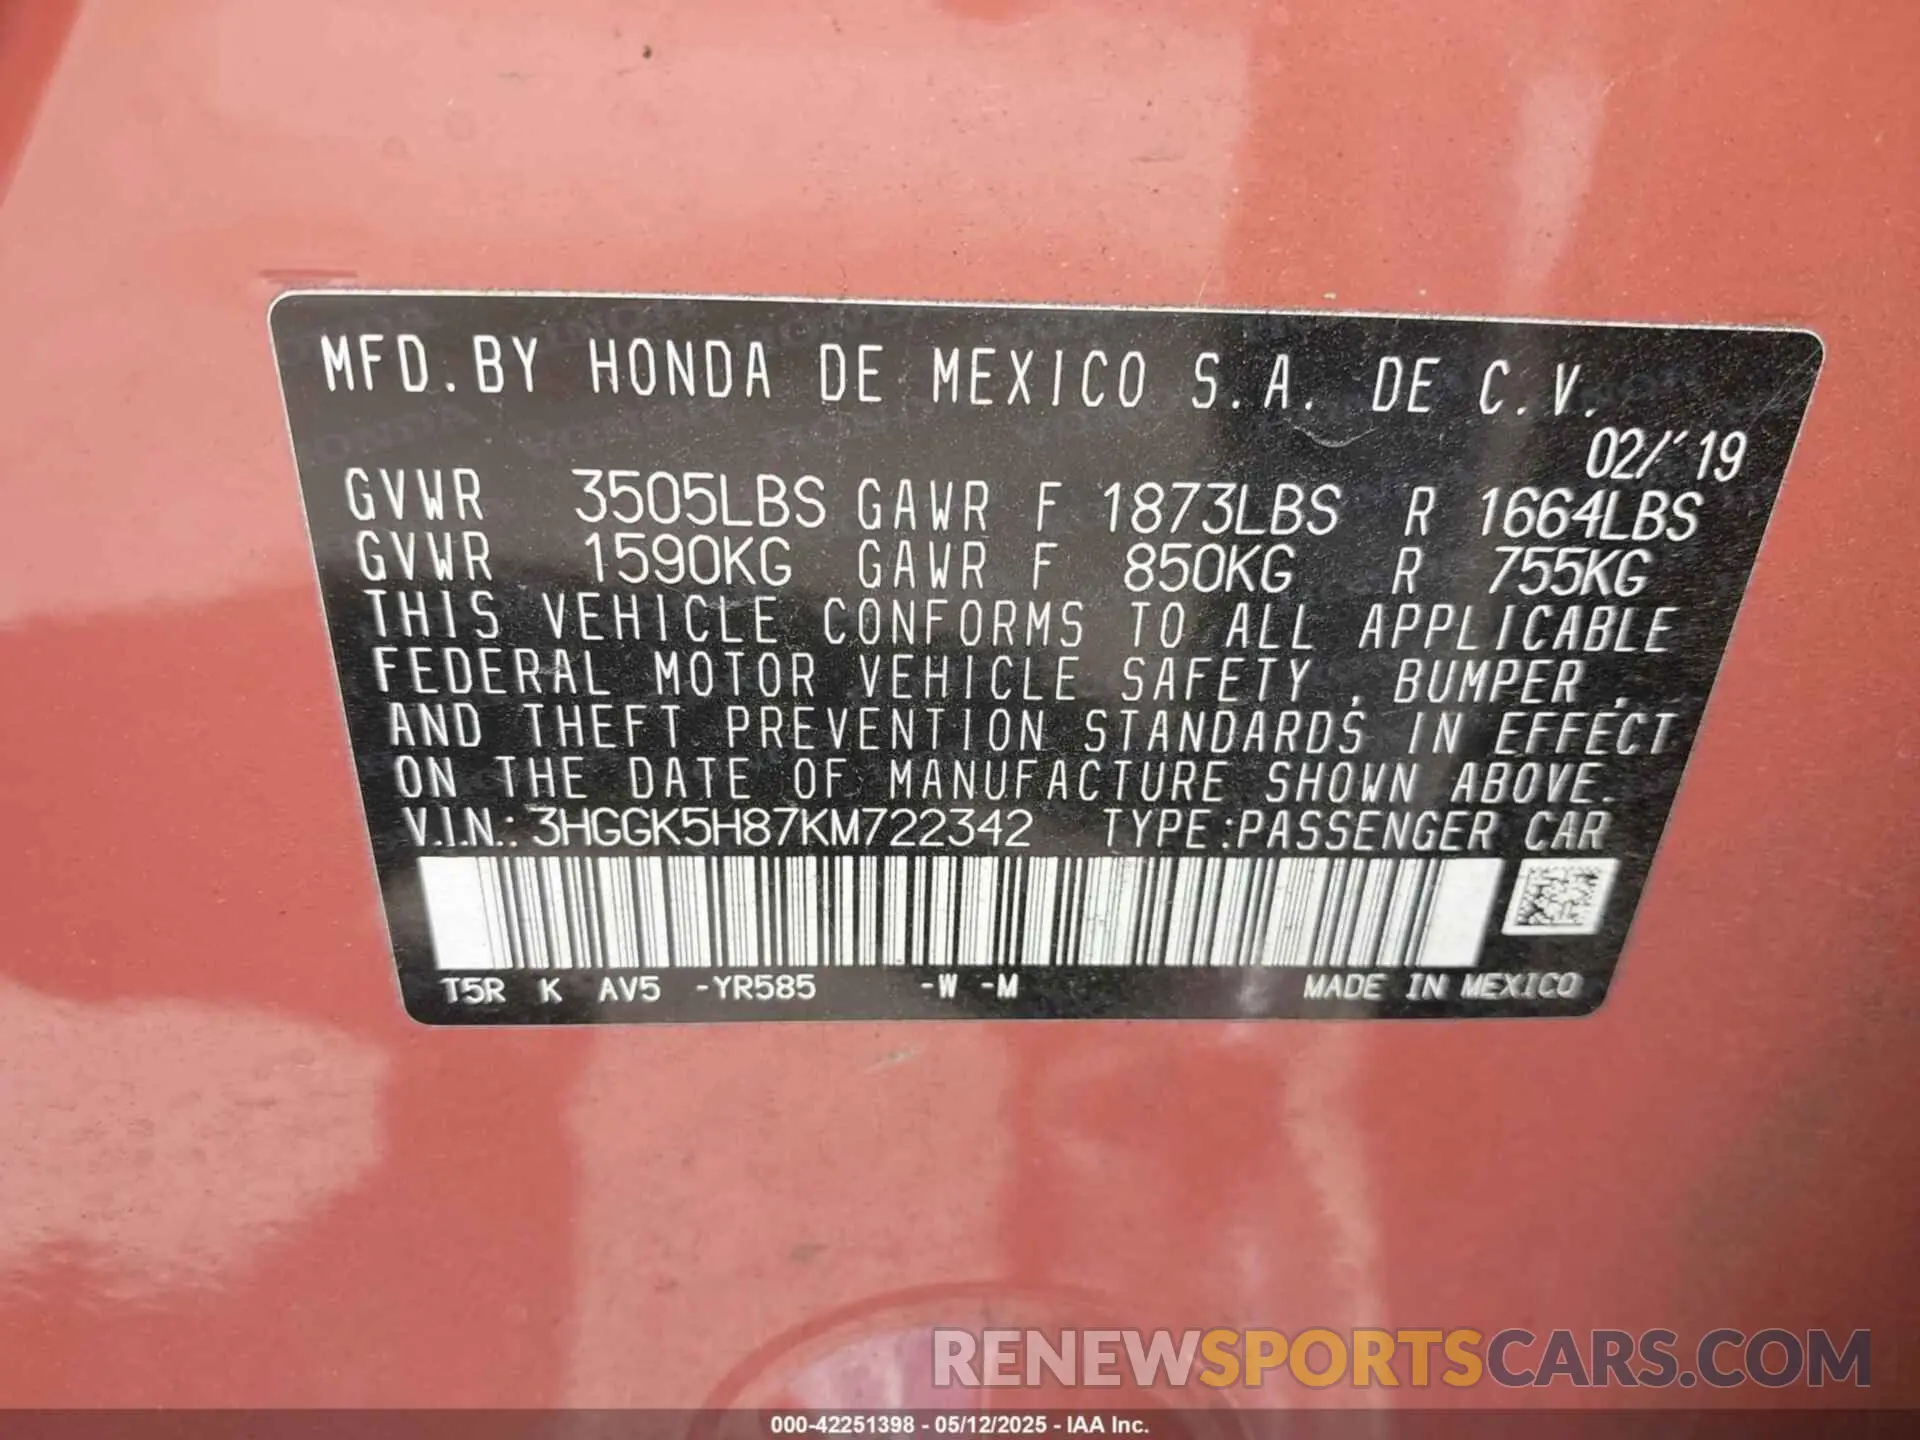 MFD.BY HONDA DE MEXICO S.A. DE C.V.
02/'19
GVWR 3505LBS GAWR F 1873LBS R 1664LBS
GVWR 1590KG GAWR F 850KG R 755KG
THIS VEHICLE CONFORMS TO ALL APPLICABLE
FEDERAL MOTOR VEHICLE SAFETY , BUMPER ,
AND THEFT PREVENTION STANDARDS IN EFFECT
ON THE DATE OF MANUFACTURE SHOWN ABOVE.
V.I.N.: 3HGGK5H87KM722342 TYPE:PASSENGER CAR
T5R K AV5 -YR585 -W -M MADE IN MEXICO
RENEWSPORTSCARS.COM
000-42251398 - 05/12/2025 - IAA Inc.